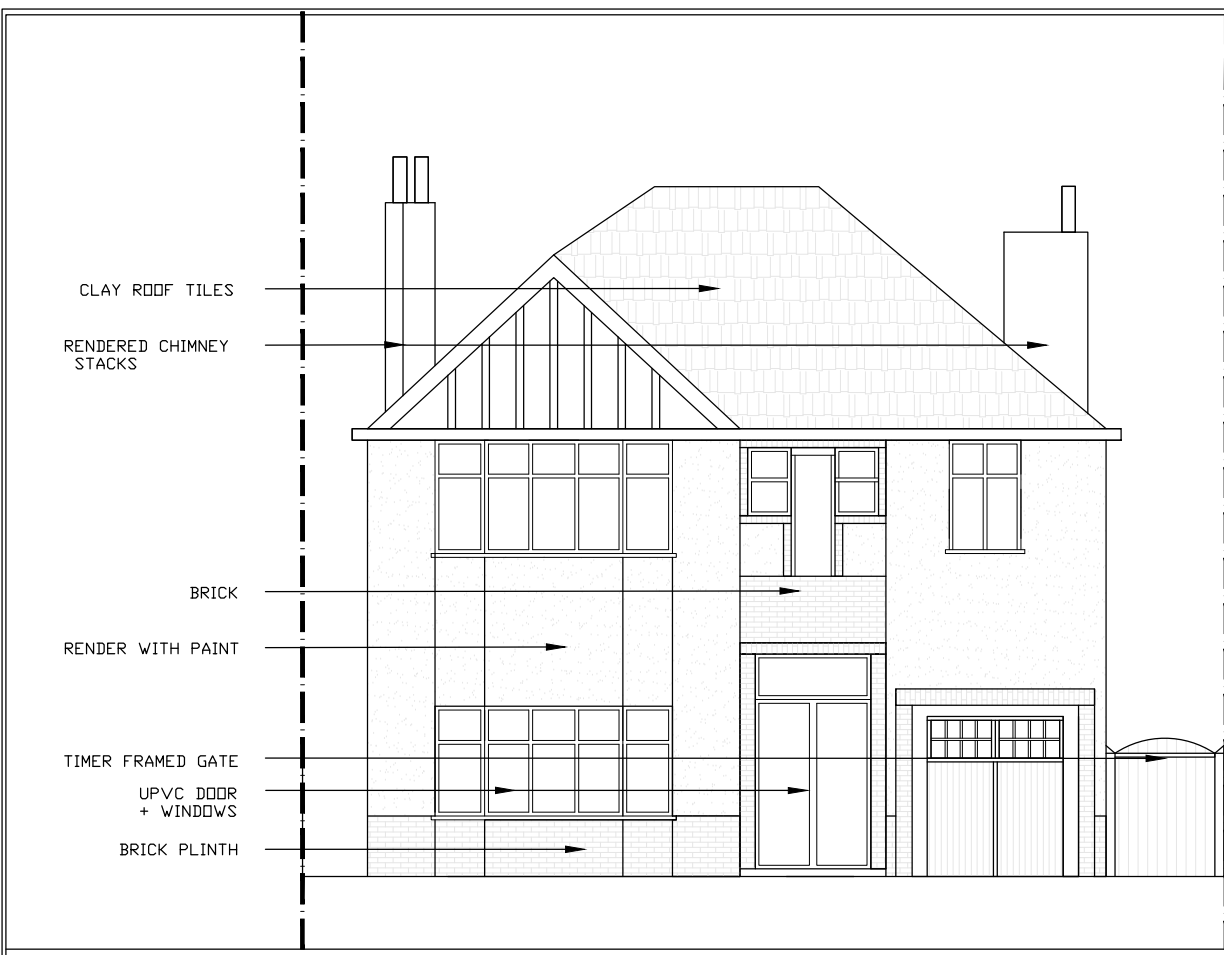 CLAY ROOF TILES
RENDERED CHIMNEY
STACKS
BRICK
RENDER WITH PAINT
TIMER FRAMED GATE
UPVC DOOR
+ WINDOWS
BRICK PLINTH